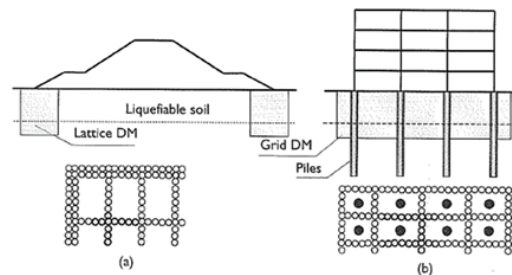 Liquefiable soil
Lattice DM
Grid DM
Piles
(a)
(b)